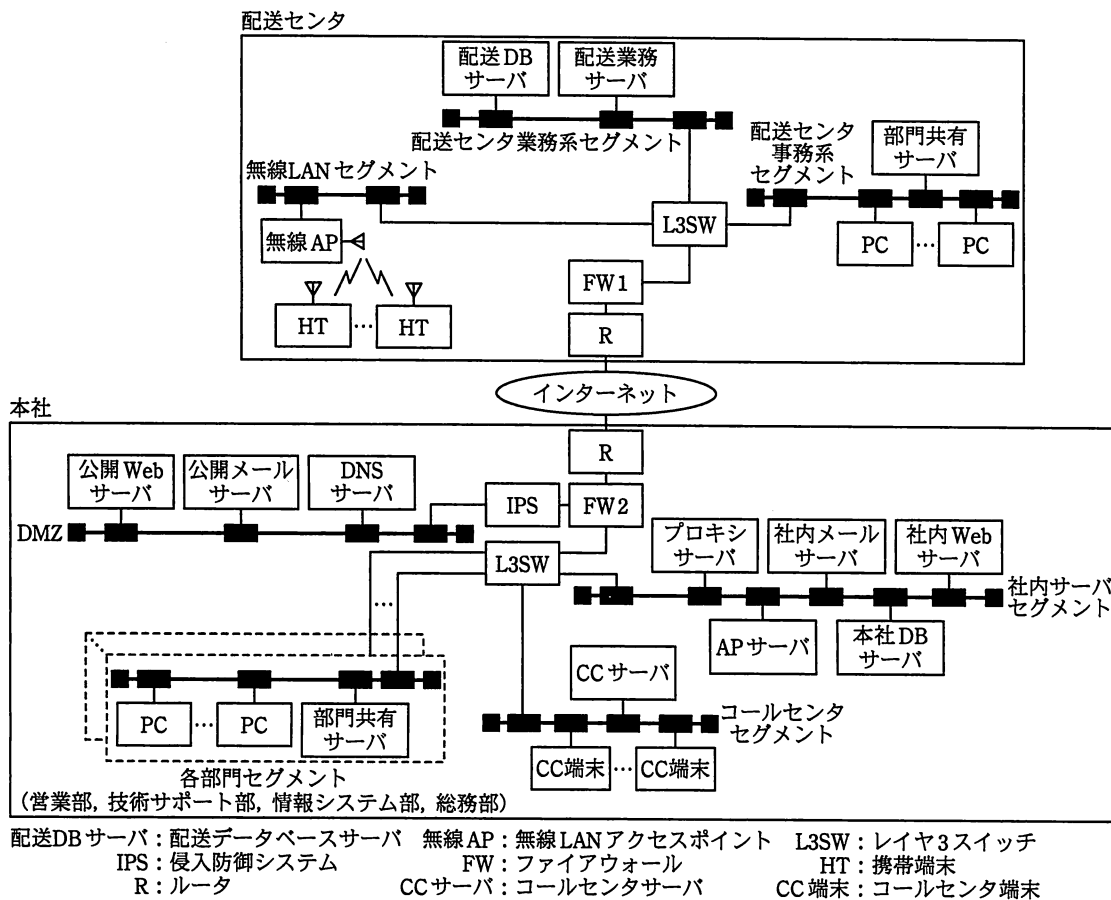 配送センタ
配送DB
サーバ
配送業務
サーバ
配送センタ業務系セグメント
配送センタ
事務系
セグメント
部門共有
サーバ
無線LANセグメント
無線AP
L3SW
PC
…
PC
FW1
HT
…
HT
R
インターネット
本社
R
公開Web
サーバ
公開メール
サーバ
DNS
サーバ
IPS
FW2
DMZ
プロキシ
サーバ
社内メール
サーバ
社内Web
サーバ
L3SW
…
社内サーバ
セグメント
APサーバ
本社DB
サーバ
CCサーバ
PC
…
PC
部門共有
サーバ
コールセンタ
セグメント
CC端末
…
CC端末
各部門セグメント
(営業部, 技術サポート部, 情報システム部, 総務部)
配送DBサーバ:配送データベースサーバ 無線AP:無線LANアクセスポイント L3SW:レイヤ3スイッチ
IPS:侵入防御システム FW:ファイアウォール HT:携帯端末
R:ルータ CCサーバ:コールセンタサーバ CC端末:コールセンタ端末